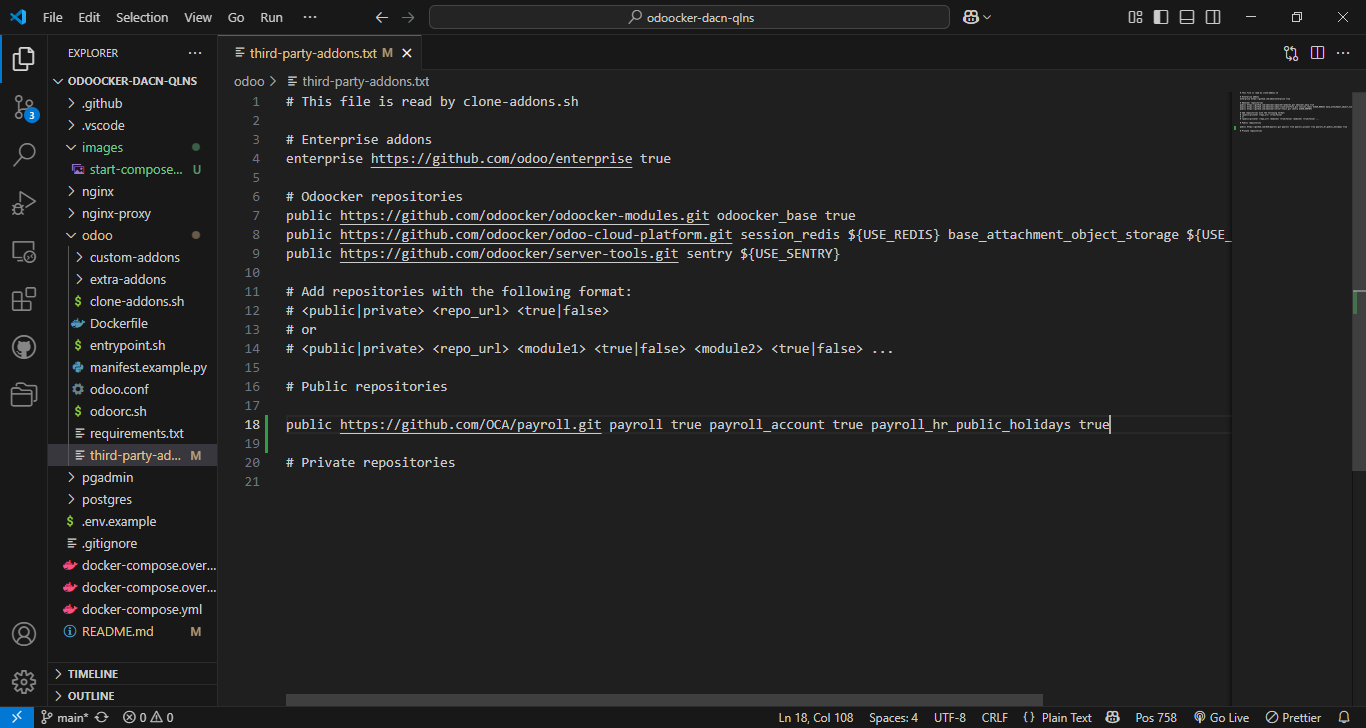 File Edit Selection View Go Run ··· odoocker-dacn-qlns
EXPLORER ···
ODOOCKER-DACN-QLNS
.github
.vscode
images
start-compose... U
nginx
nginx-proxy
odoo
custom-addons
extra-addons
clone-addons.sh
Dockerfile
entrypoint.sh
manifest.example.py
odoo.conf
odoorc.sh
requirements.txt
third-party-ad... M
pgadmin
postgres
.env.example
.gitignore
docker-compose.over...
docker-compose.over...
docker-compose.yml
README.md M
TIMELINE
OUTLINE
3
third-party-addons.txt M
odoo > third-party-addons.txt
1 # This file is read by clone-addons.sh
2
3 # Enterprise addons
4 enterprise https://github.com/odoo/enterprise true
5
6 # Odoocker repositories
7 public https://github.com/odoocker/odoocker-modules.git odoocker_base true
8 public https://github.com/odoocker/odoo-cloud-platform.git session_redis ${USE_REDIS} base_attachment_object_storage ${USE_
9 public https://github.com/odoocker/server-tools.git sentry ${USE_SENTRY}
10
11 # Add repositories with the following format:
12 # <public|private> <repo_url> <true|false>
13 # or
14 # <public|private> <repo_url> <module1> <true|false> <module2> <true|false> ...
15
16 # Public repositories
17
18 public https://github.com/OCA/payroll.git payroll true payroll_account true payroll_hr_public_holidays true
19
20 # Private repositories
21
main* 0 0 Ln 18, Col 108 Spaces: 4 UTF-8 CRLF {} Plain Text Pos 758 Go Live Prettier